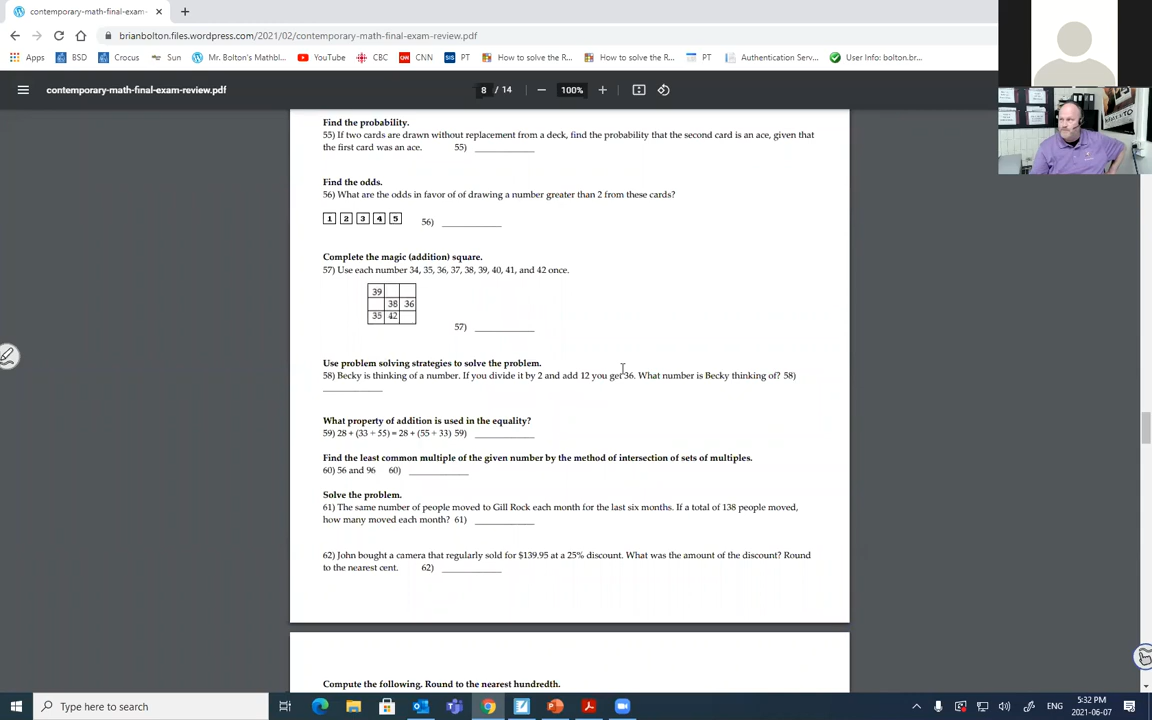 contemporary-math-final-exam-
brianbolton.files.wordpress.com/2021/02/contemporary-math-final-exam-review.pdf
Apps BSD Crocus Sun Mr. Bolton's Mathbl... YouTube CBC CNN PT How to solve the R... How to solve the R... PT Authentication Serv... User Info: bolton.br...
contemporary-math-final-exam-review.pdf 8 / 14 100%
Find the probability.
55) If two cards are drawn without replacement from a deck, find the probability that the second card is an ace, given that
the first card was an ace. 55) ____________
Find the odds.
56) What are the odds in favor of of drawing a number greater than 2 from these cards?
1 2 3 4 5 56) ____________
Complete the magic (addition) square.
57) Use each number 34, 35, 36, 37, 38, 39, 40, 41, and 42 once.
39
38 36
35 42
57) ____________
Use problem solving strategies to solve the problem.
58) Becky is thinking of a number. If you divide it by 2 and add 12 you get 36. What number is Becky thinking of? 58)
____________
What property of addition is used in the equality?
59) 28 + (33 + 55) = 28 + (55 + 33) 59) ____________
Find the least common multiple of the given number by the method of intersection of sets of multiples.
60) 56 and 96 60) ____________
Solve the problem.
61) The same number of people moved to Gill Rock each month for the last six months. If a total of 138 people moved,
how many moved each month? 61) ____________
62) John bought a camera that regularly sold for $139.95 at a 25% discount. What was the amount of the discount? Round
to the nearest cent. 62) ____________
Compute the following. Round to the nearest hundredth.
Type here to search
ENG
5:32 PM
2021-06-07